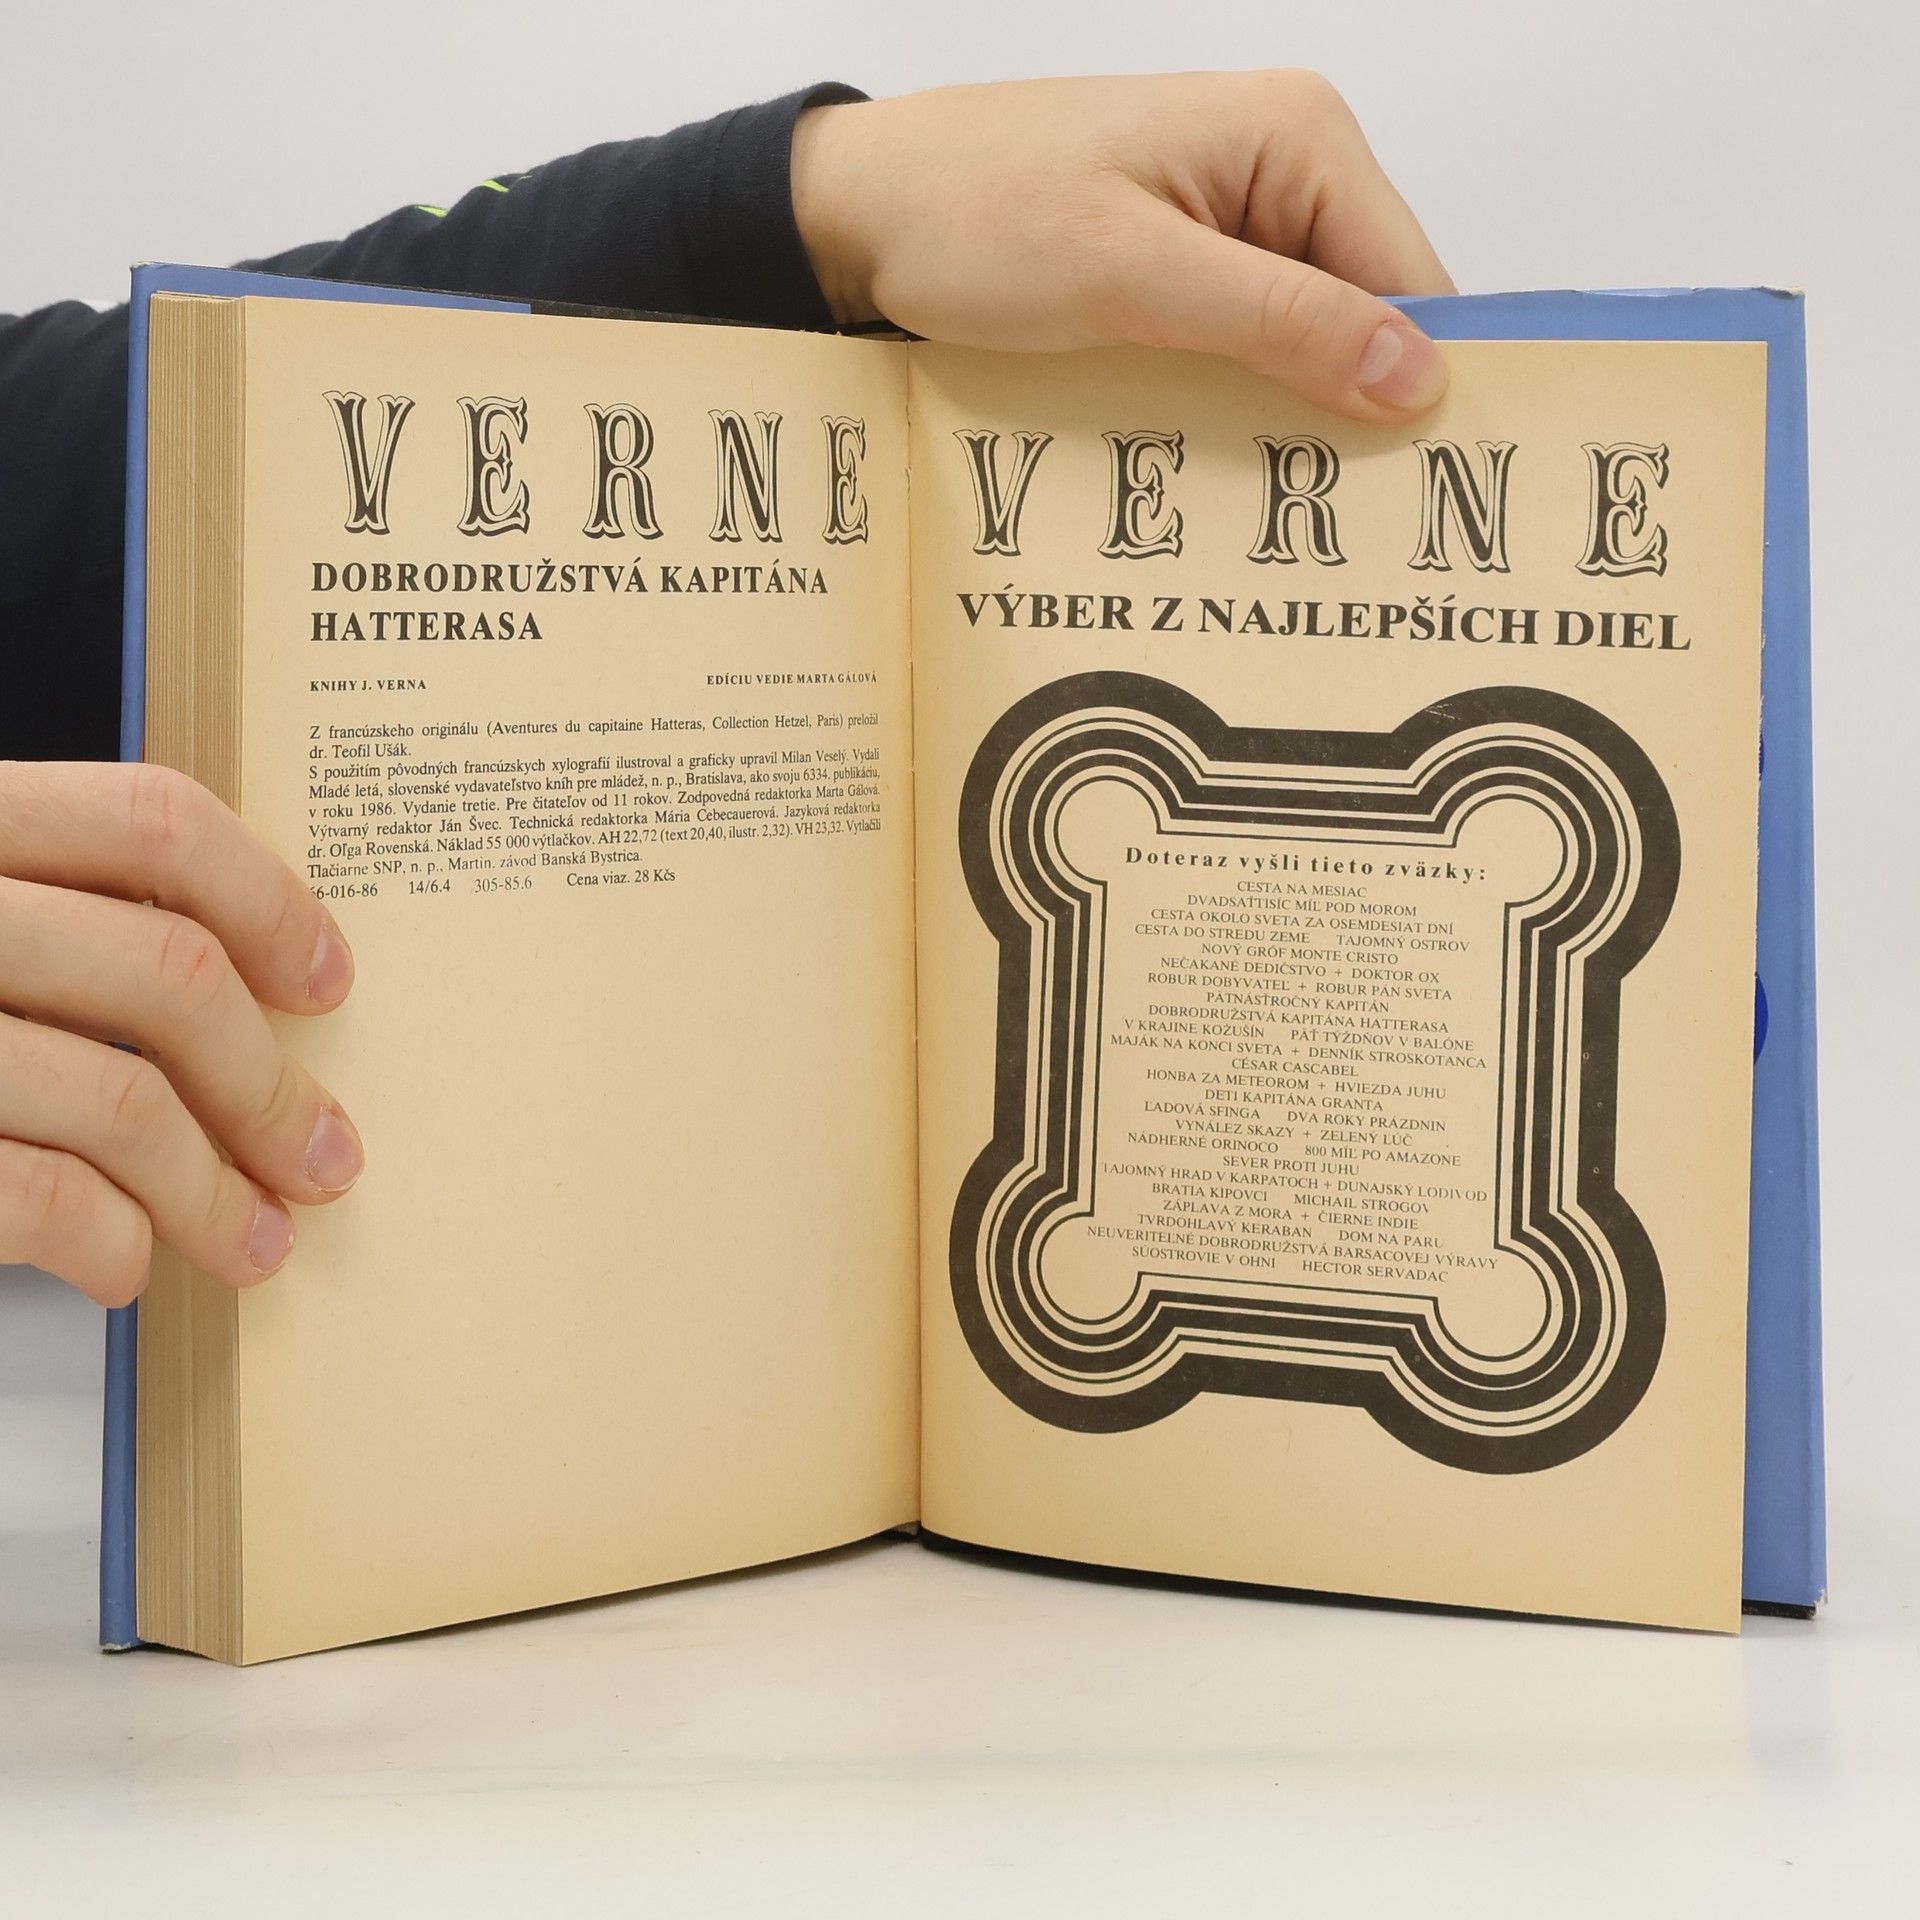 VERNE
DOBRODRUŽSTVÁ KAPITÁNA
HATTERASA
KNIHY J. VERNA
EDÍCIU VEDIE MARTA GÁLOVÁ
Z francúzskeho originálu (Aventures du capitaine Hatteras, Collection Hetzel, Paris) preložil
dr. Teofil Ušák.
S použitím pôvodných francúzskych xylografií ilustroval a graficky upravil Milan Veselý. Vydali
Mladé letá, slovenské vydavateľstvo kníh pre mládež, n. p., Bratislava, ako svoju 6334. publikáciu,
v roku 1986. Vydanie tretie. Pre čitateľov od 11 rokov. Zodpovedná redaktorka Marta Gálová.
Výtvarný redaktor Ján Švec. Technická redaktorka Mária Cebecauerová. Jazyková redaktorka
dr. Oľga Rovenská. Náklad 55 000 výtlačkov. AH 22,72 (text 20,40, ilustr. 2,32). VH 23,32. Vytlačili
Tlačiarne SNP, n. p., Martin, závod Banská Bystrica.
66-016-86 14/6.4 305-85.6 Cena viaz. 28 Kčs
VERNE
VÝBER Z NAJLEPŠÍCH DIEL
Doteraz vyšli tieto zväzky:
CESTA NA MESIAC
DVADSAŤTISÍC MÍĽ POD MOROM
CESTA OKOLO SVETA ZA OSEMDESIAT DNÍ
CESTA DO STREDU ZEME TAJOMNÝ OSTROV
NOVÝ GRÓF MONTE CRISTO
NEČAKANÉ DEDIČSTVO + DOKTOR OX
ROBUR DOBYVATEĽ + ROBUR PÁN SVETA
PÄTNÁSŤROČNÝ KAPITÁN
DOBRODRUŽSTVÁ KAPITÁNA HATTERASA
V KRAJINE KOŽUŠÍN PÄŤ TÝŽDŇOV V BALÓNE
MAJÁK NA KONCI SVETA + DENNÍK STROSKOTANCA
CÉSAR CASCABEL
HONBA ZA METEOROM + HVIEZDA JUHU
DETI KAPITÁNA GRANTA
ĽADOVÁ SFINGA DVA ROKY PRÁZDNIN
VYNÁLEZ SKAZY + ZELENÝ LÚČ
NÁDHERNÉ ORINOCO 800 MÍĽ PO AMAZONE
SEVER PROTI JUHU
TAJOMNÝ HRAD V KARPATOCH + DUNAJSKÝ LODIVOD
BRATIA KIPOVCI MICHAIL STROGOV
ZÁPLAVA Z MORA + ČIERNE INDIE
TVRDOHLAVÝ KERABAN DOM NA PARU
NEUVERITEĽNÉ DOBRODRUŽSTVÁ BARSACOVEJ VÝRAVY
SÚOSTROVIE V OHNI HECTOR SERVADAC